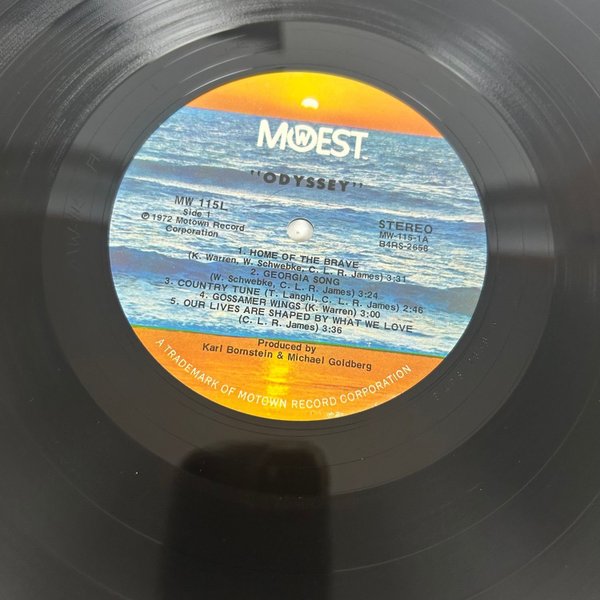 MOWEST
"ODYSSEY"
MW 115L
Side 1
℗ 1972 Motown Record
Corporation
STEREO
MW-115-1A
B4RS-2558
1. HOME OF THE BRAVE
(K. Warren, W. Schwebke, C. L. R. James) 3:31
2. GEORGIA SONG
(W. Schwebke, C. L. R. James) 3:24
3. COUNTRY TUNE (T. Langhi, C. L. R. James) 2:46
4. GOSSAMER WINGS (K. Warren) 3:00
5. OUR LIVES ARE SHAPED BY WHAT WE LOVE
(C. L. R. James) 3:36
Produced by
Karl Bornstein & Michael Goldberg
A TRADEMARK OF MOTOWN RECORD CORPORATION